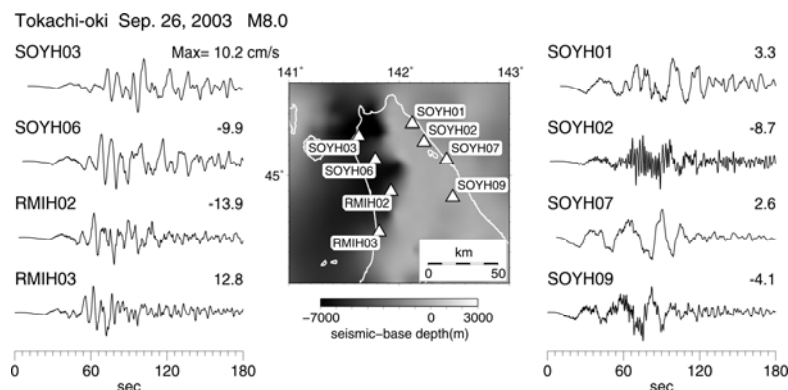 Tokachi-oki Sep. 26, 2003 M8.0
SOYH03 Max= 10.2 cm/s
SOYH06 -9.9
RMIH02 -13.9
RMIH03 12.8
0 60 120 180
sec
141° 142° 143°
45°
SOYH01
SOYH02
SOYH03
SOYH07
SOYH06
SOYH09
RMIH02
RMIH03
km
0 50
−7000 0 3000
seismic−base depth(m)
SOYH01 3.3
SOYH02 -8.7
SOYH07 2.6
SOYH09 -4.1
0 60 120 180
sec